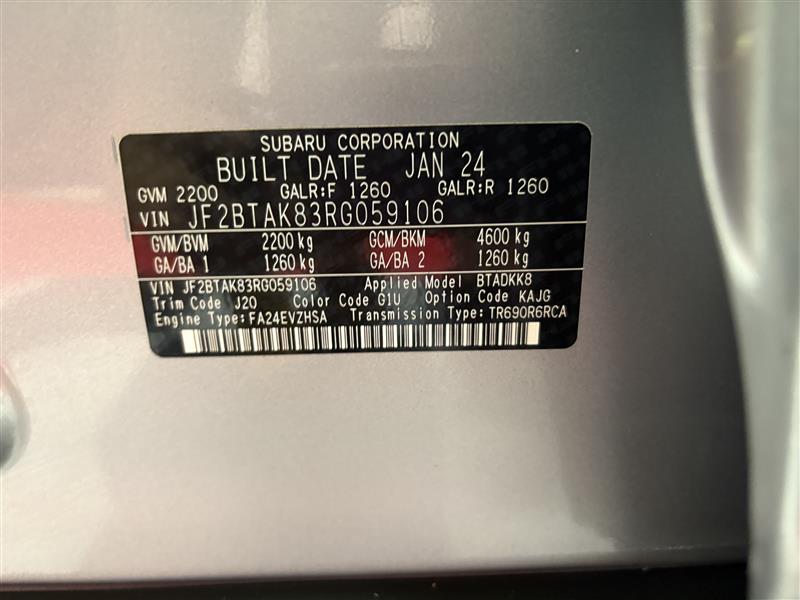 SUBARU CORPORATION
BUILT DATE JAN 24
GVM 2200 GALR:F 1260 GALR:R 1260
VIN JF2BTAK83RG059106
GVM/BVM 2200 kg GCM/BKM 4600 kg
GA/BA 1 1260 kg GA/BA 2 1260 kg
VIN JF2BTAK83RG059106 Applied Model BTADKK8
Trim Code J20 Color Code G1U Option Code KAJG
Engine Type:FA24EVZHSA Transmission Type:TR690R6RCA